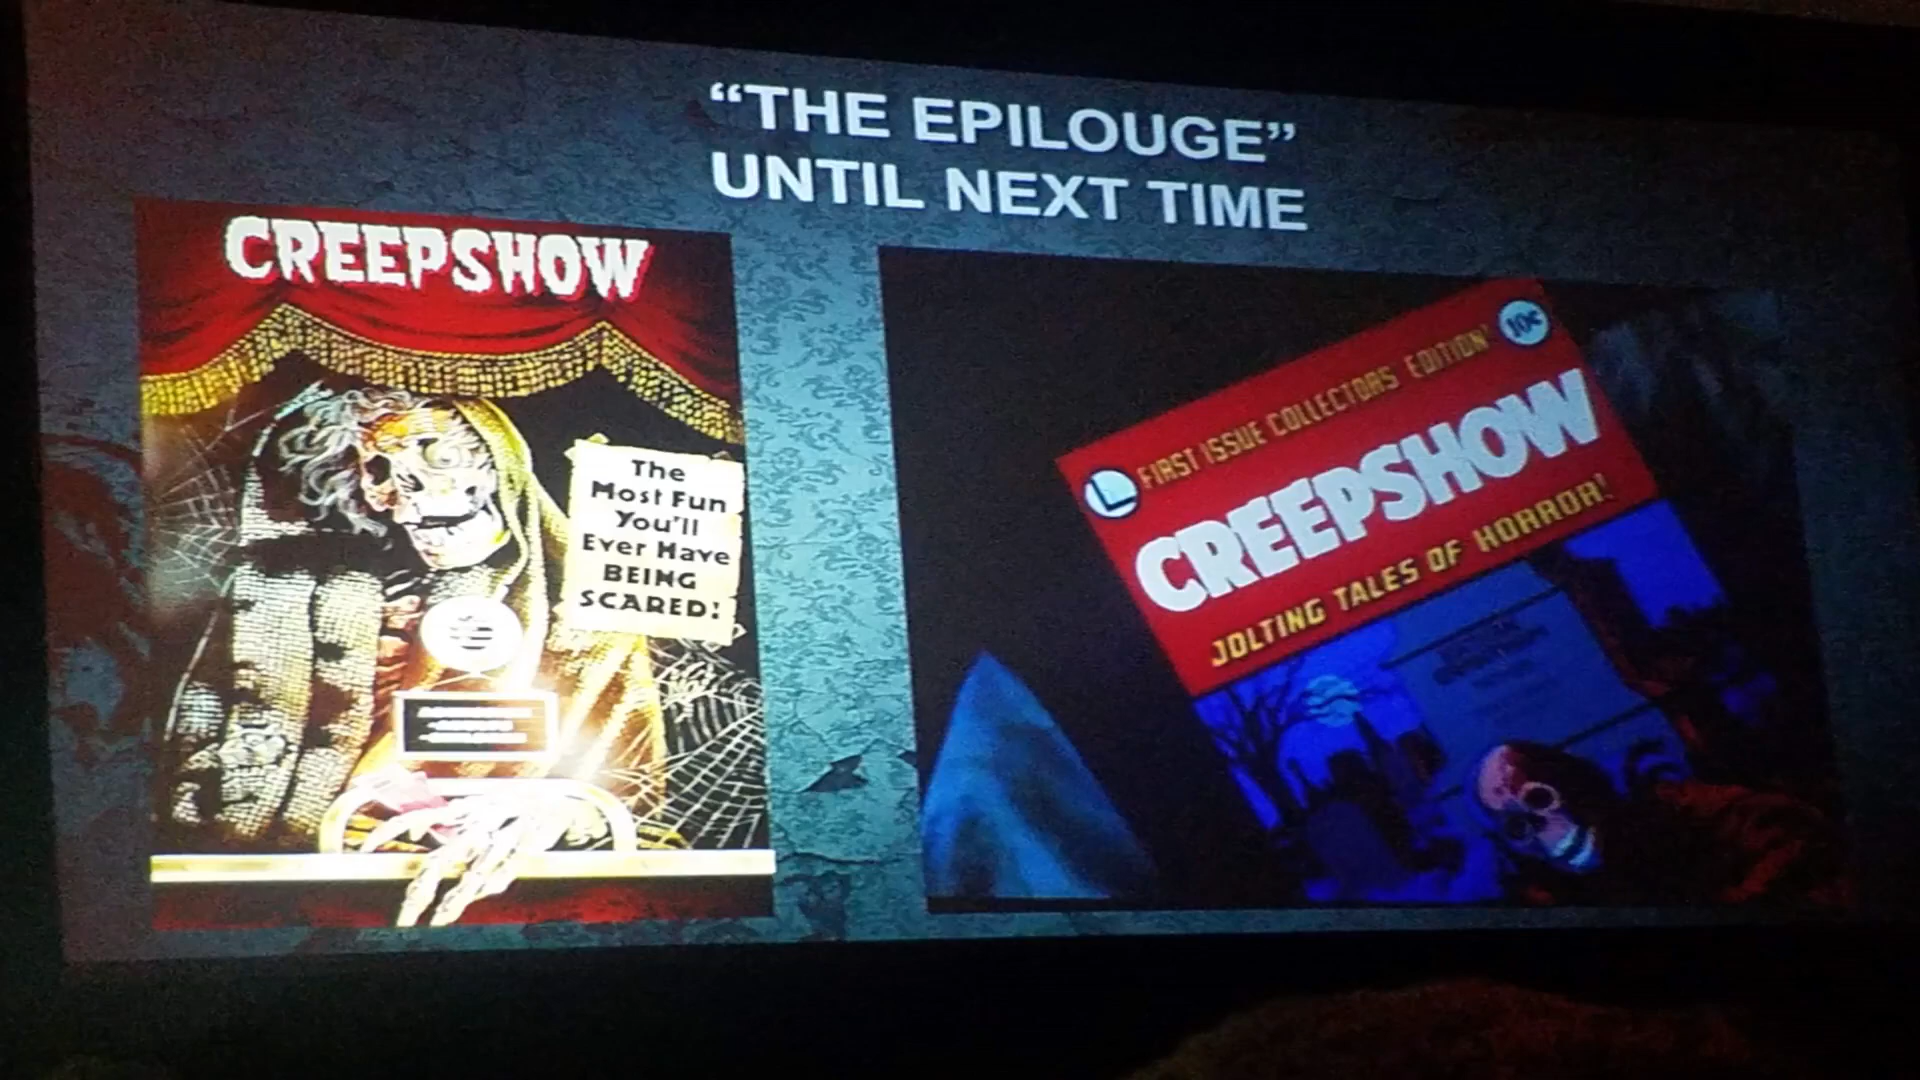 “THE EPILOUGE”
UNTIL NEXT TIME
CREEPSHOW
The
Most Fun
You'll
Ever Have
BEING
SCARED!
FIRST ISSUE COLLECTORS EDITION!
10¢
CREEPSHOW
JOLTING TALES OF HORROR!